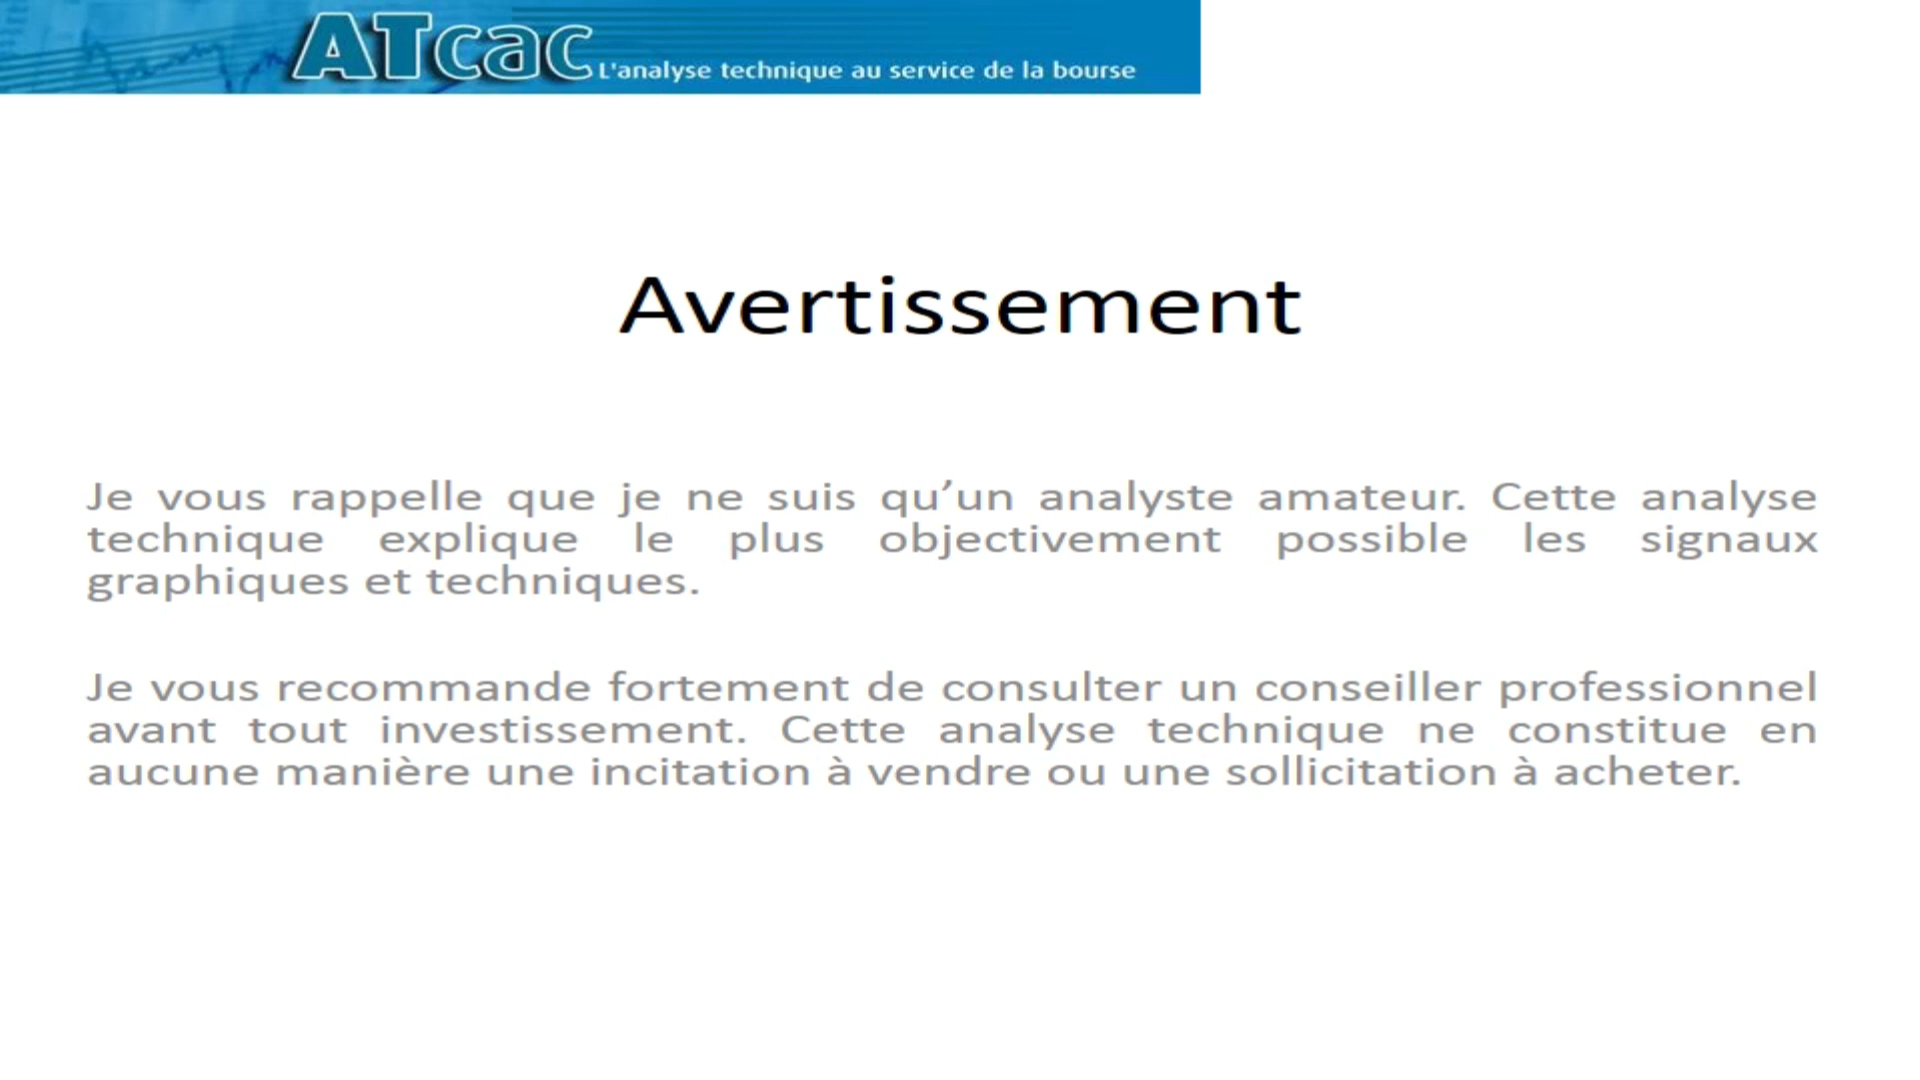 ATcac L'analyse technique au service de la bourse
Avertissement
Je vous rappelle que je ne suis qu’un analyste amateur. Cette analyse
technique explique le plus objectivement possible les signaux
graphiques et techniques.
Je vous recommande fortement de consulter un conseiller professionnel
avant tout investissement. Cette analyse technique ne constitue en
aucune manière une incitation à vendre ou une sollicitation à acheter.